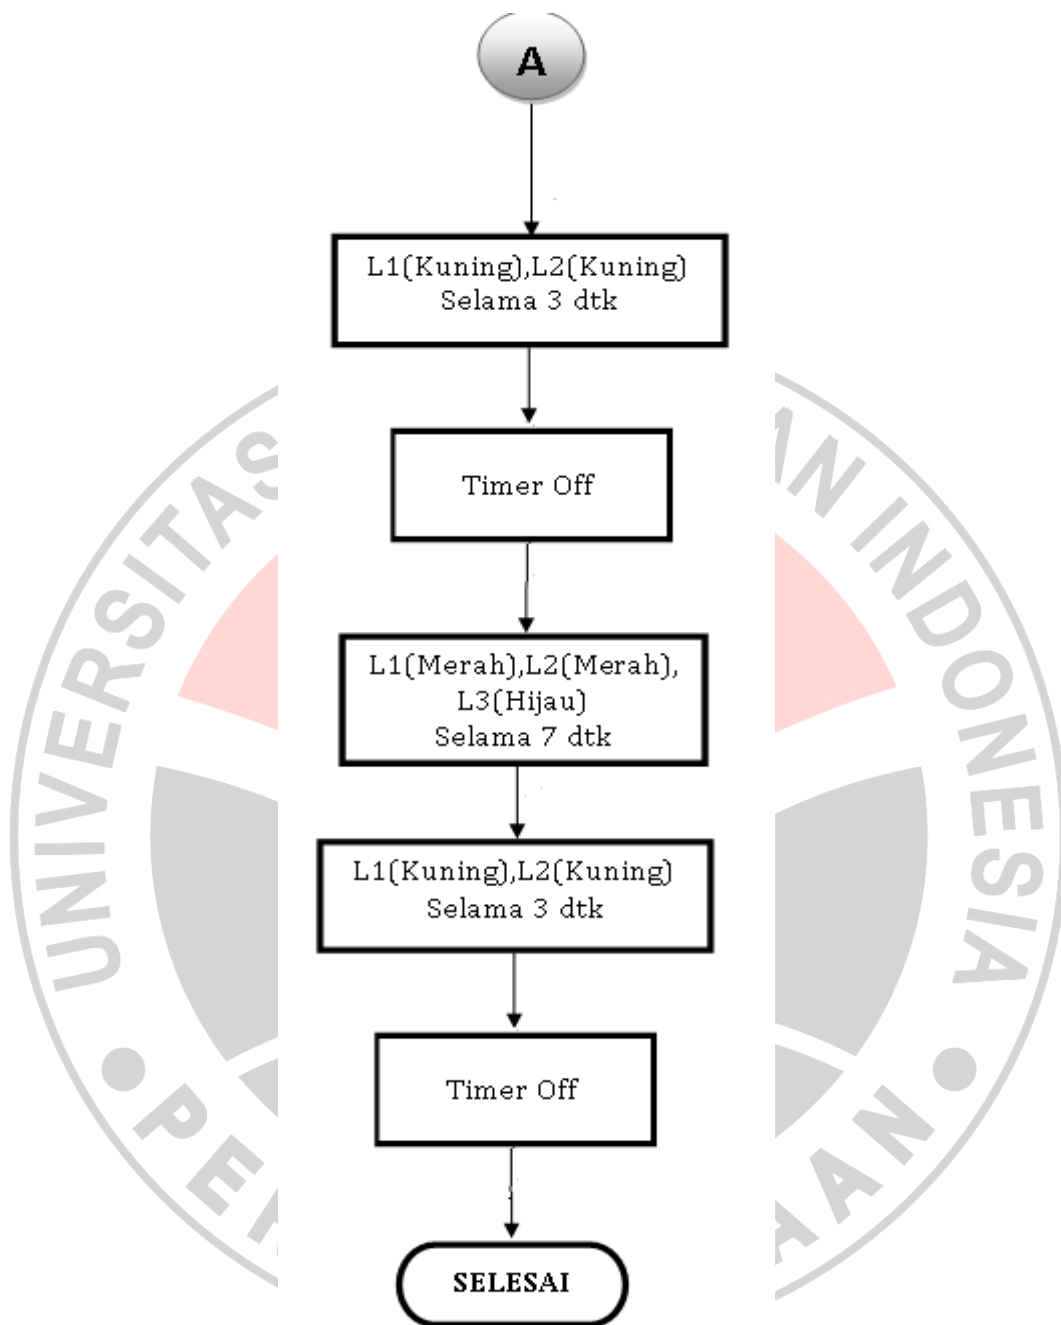 A
L1(Kuning),L2(Kuning)
Selama 3 dtk
Timer Off
L1(Merah),L2(Merah),
L3(Hijau)
Selama 7 dtk
L1(Kuning),L2(Kuning)
Selama 3 dtk
Timer Off
SELESAI
UNIVERSITAS
AN INDONESIA